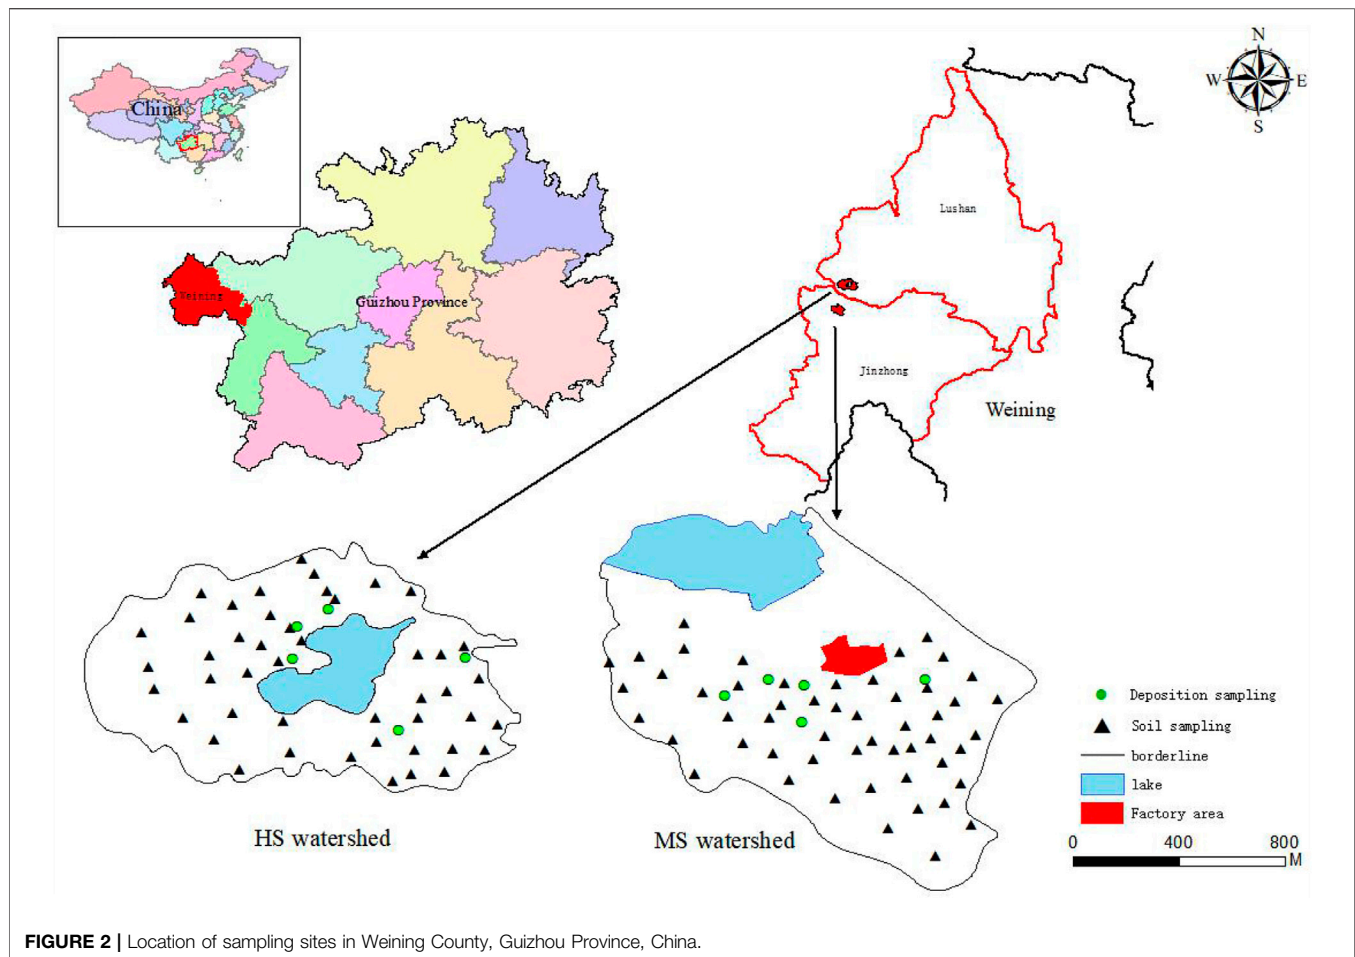 China
N
W E
S
Lushan
Weining
Guizhou Province
Jinzhong
Weining
Deposition sampling
Soil sampling
borderline
lake
Factory area
HS watershed
MS watershed
0 400 800
M
FIGURE 2 | Location of sampling sites in Weining County, Guizhou Province, China.